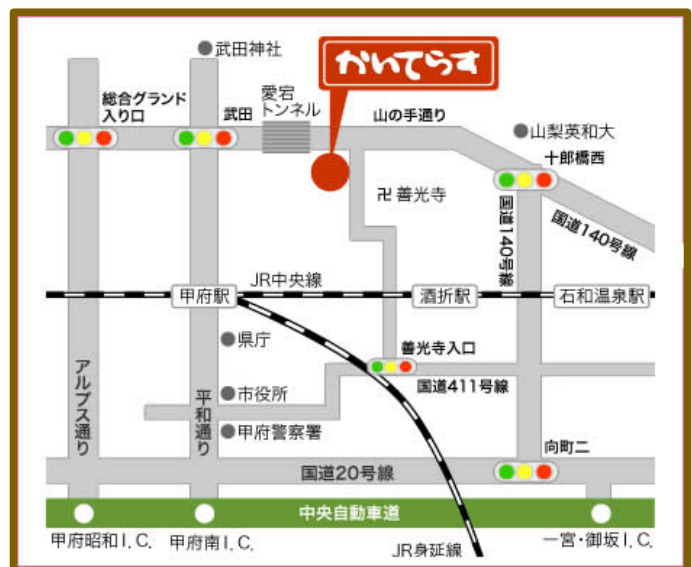 武田神社
かいてらす
総合グランド
入り口
武田
愛宕
トンネル
山の手通り
山梨英和大
十郎橋西
卍善光寺
国道140号線
国道140号線
JR中央線
甲府駅
酒折駅
石和温泉駅
県庁
善光寺入口
国道411号線
アルプス通り
平和通り
市役所
甲府警察署
向町二
国道20号線
中央自動車道
甲府昭和I.C.
甲府南I.C.
JR身延線
一宮・御坂I.C.